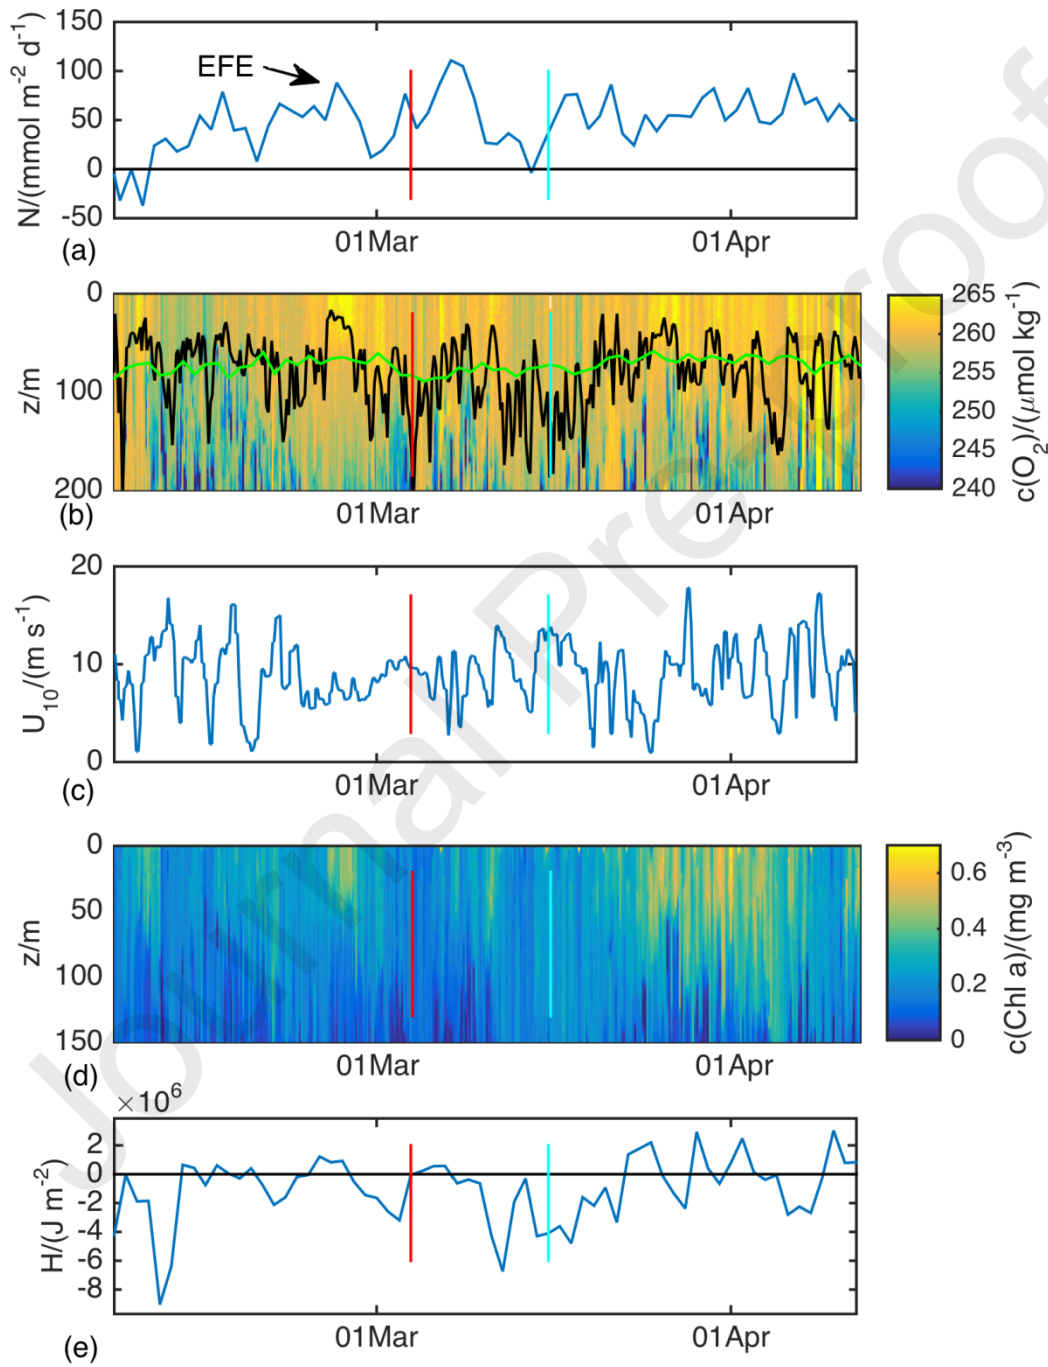 150
100
50
0
-50
N/(mmol m⁻² d⁻¹)
EFE
01Mar
01Apr
(a)
0
100
200
z/m
01Mar
01Apr
265
260
255
250
245
240
c(O₂)/(μmol kg⁻¹)
(b)
20
10
0
U₁₀/(m s⁻¹)
01Mar
01Apr
(c)
0
50
100
150
z/m
01Mar
01Apr
0.6
0.4
0.2
0
c(Chl a)/(mg m⁻³)
(d)
× 10⁶
2
0
-2
-4
-6
-8
H/(J m⁻²)
01Mar
01Apr
(e)
Journal Pre-proof